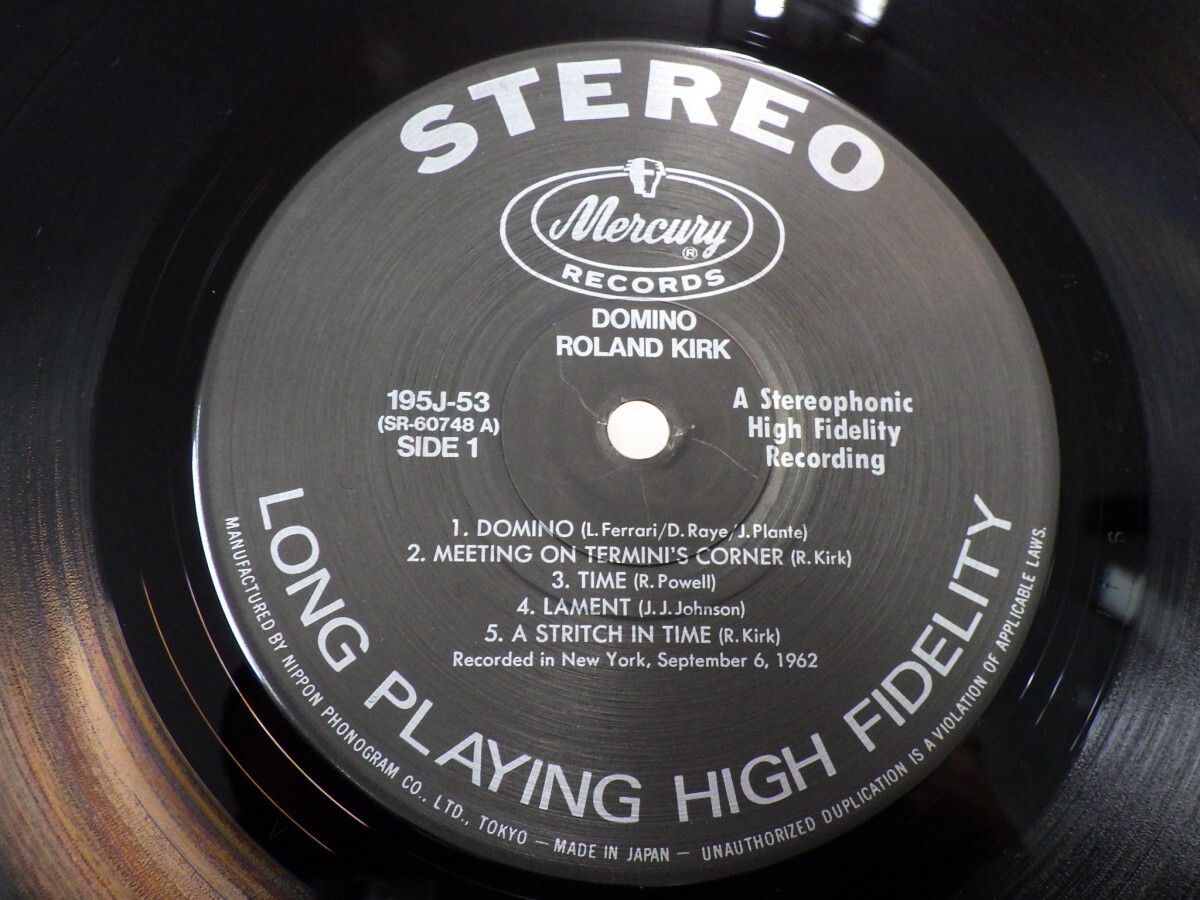 STEREO
Mercury ®
RECORDS
DOMINO
ROLAND KIRK
195J-53
(SR-60748 A)
SIDE 1
A Stereophonic
High Fidelity
Recording
1. DOMINO (L. Ferrari/D. Raye/J. Plante)
2. MEETING ON TERMINI'S CORNER (R. Kirk)
3. TIME (R. Powell)
4. LAMENT (J. J. Johnson)
5. A STRITCH IN TIME (R. Kirk)
Recorded in New York, September 6, 1962
LONG PLAYING HIGH FIDELITY
MANUFACTURED BY NIPPON PHONOGRAM CO., LTD., TOKYO — MADE IN JAPAN — UNAUTHORIZED DUPLICATION IS A VIOLATION OF APPLICABLE LAWS.